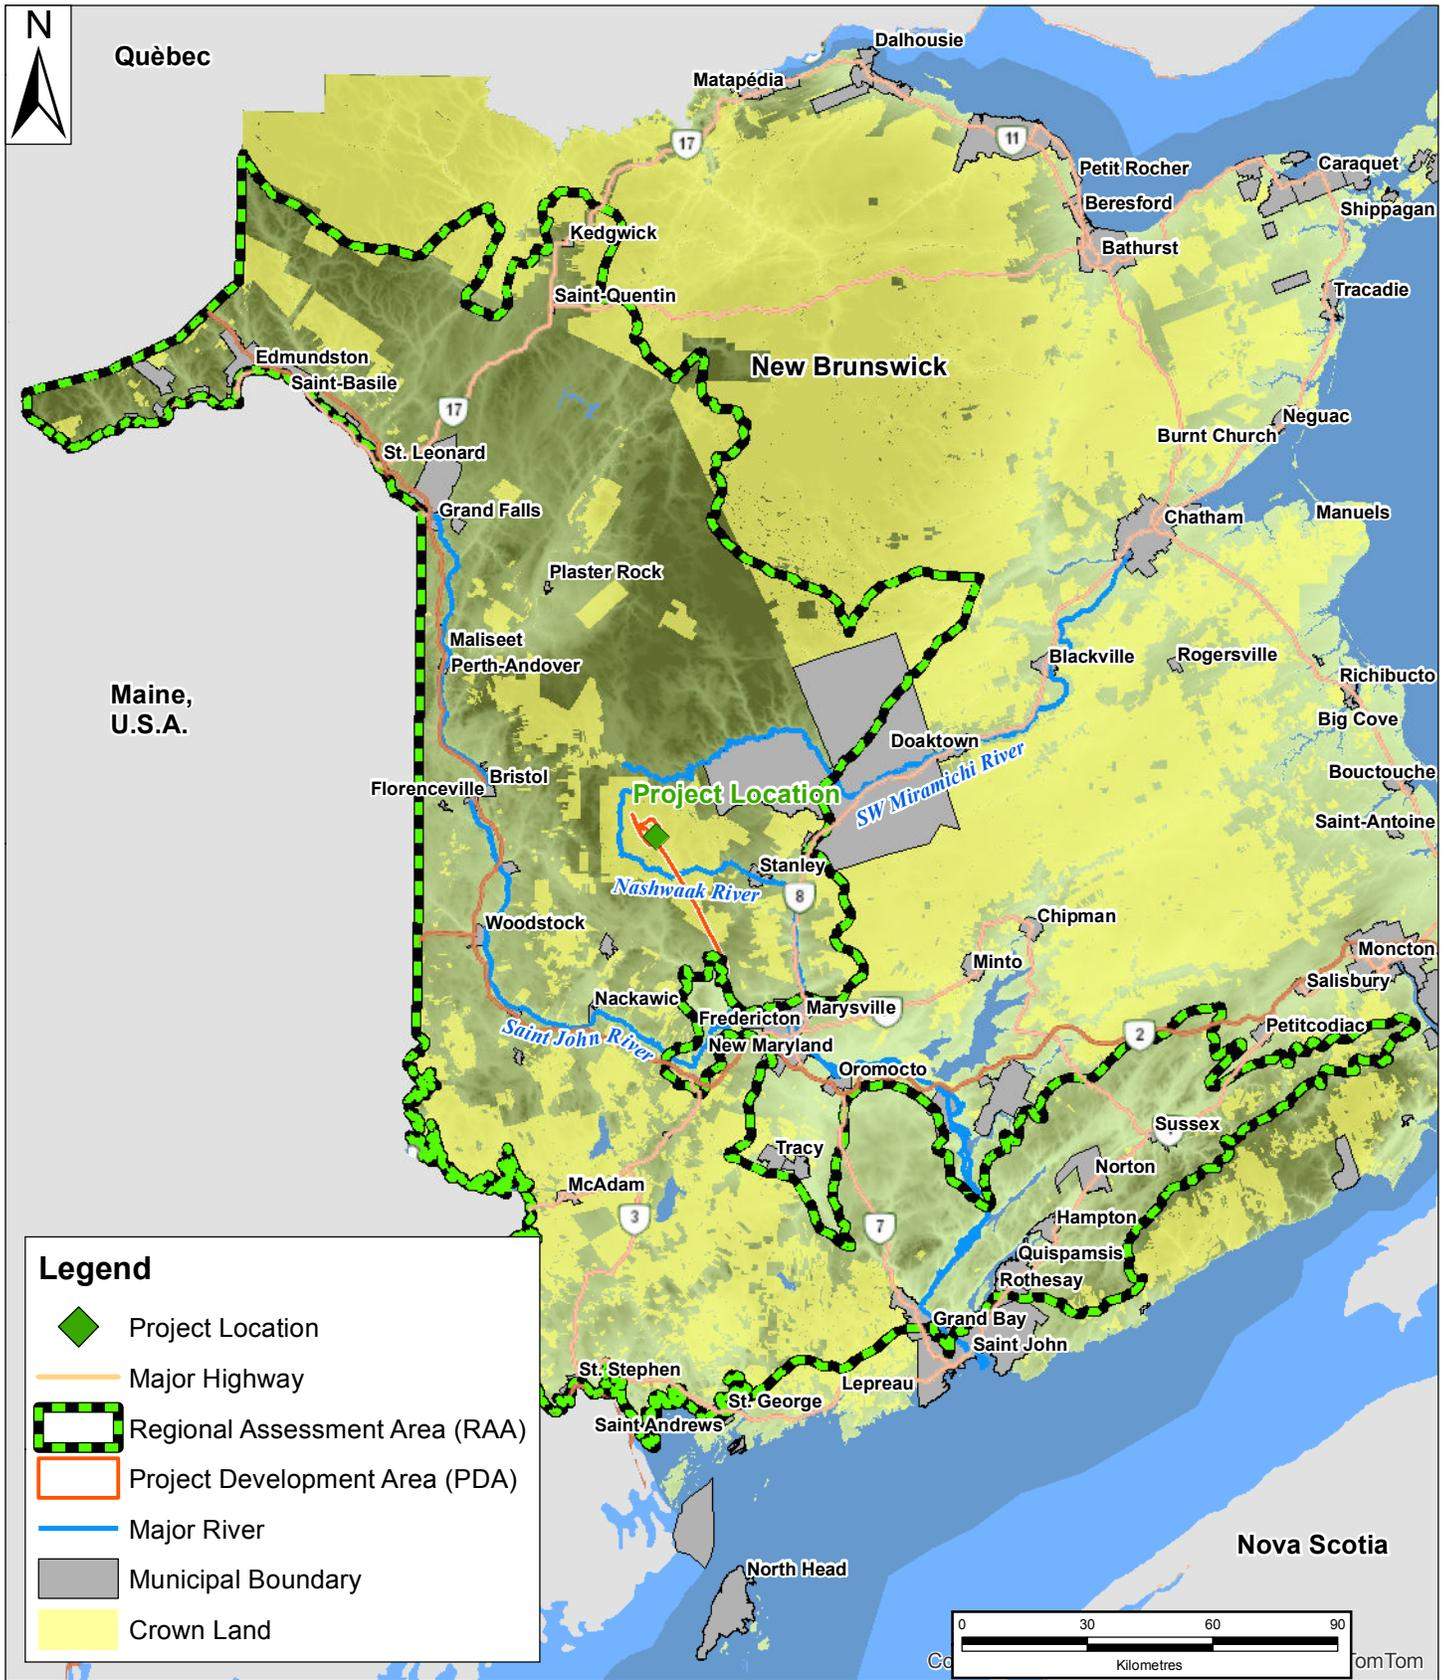 N
Quèbec
Dalhousie
Matapédia
17
11
Petit Rocher
Caraquet
Beresford
Shippagan
Kedgwick
Bathurst
Saint-Quentin
Tracadie
Edmundston
New Brunswick
Saint-Basile
17
Neguac
Burnt Church
St. Leonard
Grand Falls
Chatham
Manuels
Plaster Rock
Maliseet
Blackville
Rogersville
Perth-Andover
Richibucto
Maine,
U.S.A.
Big Cove
Doaktown
Bristol
Bouctouche
Florenceville
Project Location
SW Miramichi River
Saint-Antoine
Stanley
Nashwaak River
8
Chipman
Woodstock
Moncton
Minto
Salisbury
Nackawic
Marysville
Fredericton
Petitcodiac
Saint John River
New Maryland
2
Oromocto
Sussex
Tracy
Norton
McAdam
Hampton
3
7
Quispamsis
Rothesay
Grand Bay
Saint John
St. Stephen
Lepreau
St. George
Saint Andrews
Nova Scotia
North Head
Legend
Project Location
Major Highway
Regional Assessment Area (RAA)
Project Development Area (PDA)
Major River
Municipal Boundary
Crown Land
0 30 60 90
Kilometres
Co
TomTom